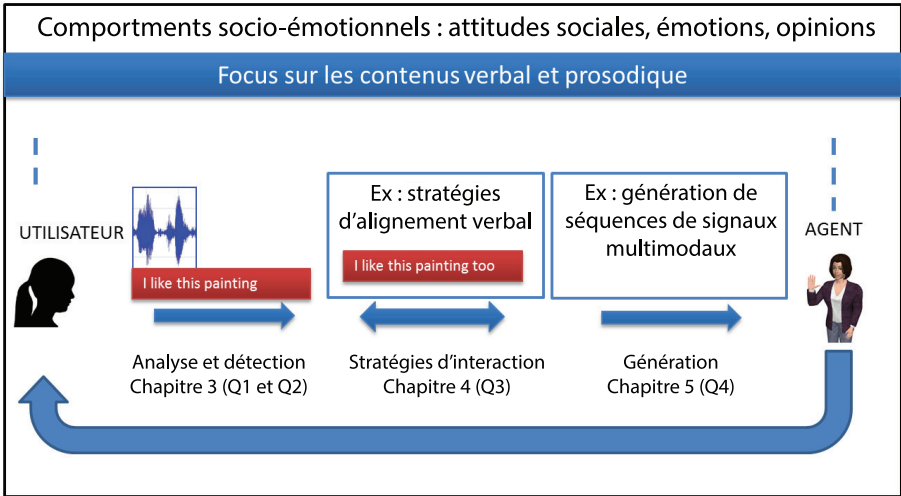 Comportments socio-émotionnels : attitudes sociales, émotions, opinions
Focus sur les contenus verbal et prosodique
UTILISATEUR
I like this painting
Ex : stratégies
d'alignement verbal
I like this painting too
Ex : génération de
séquences de signaux
multimodaux
AGENT
Analyse et détection
Chapitre 3 (Q1 et Q2)
Stratégies d'interaction
Chapitre 4 (Q3)
Génération
Chapitre 5 (Q4)